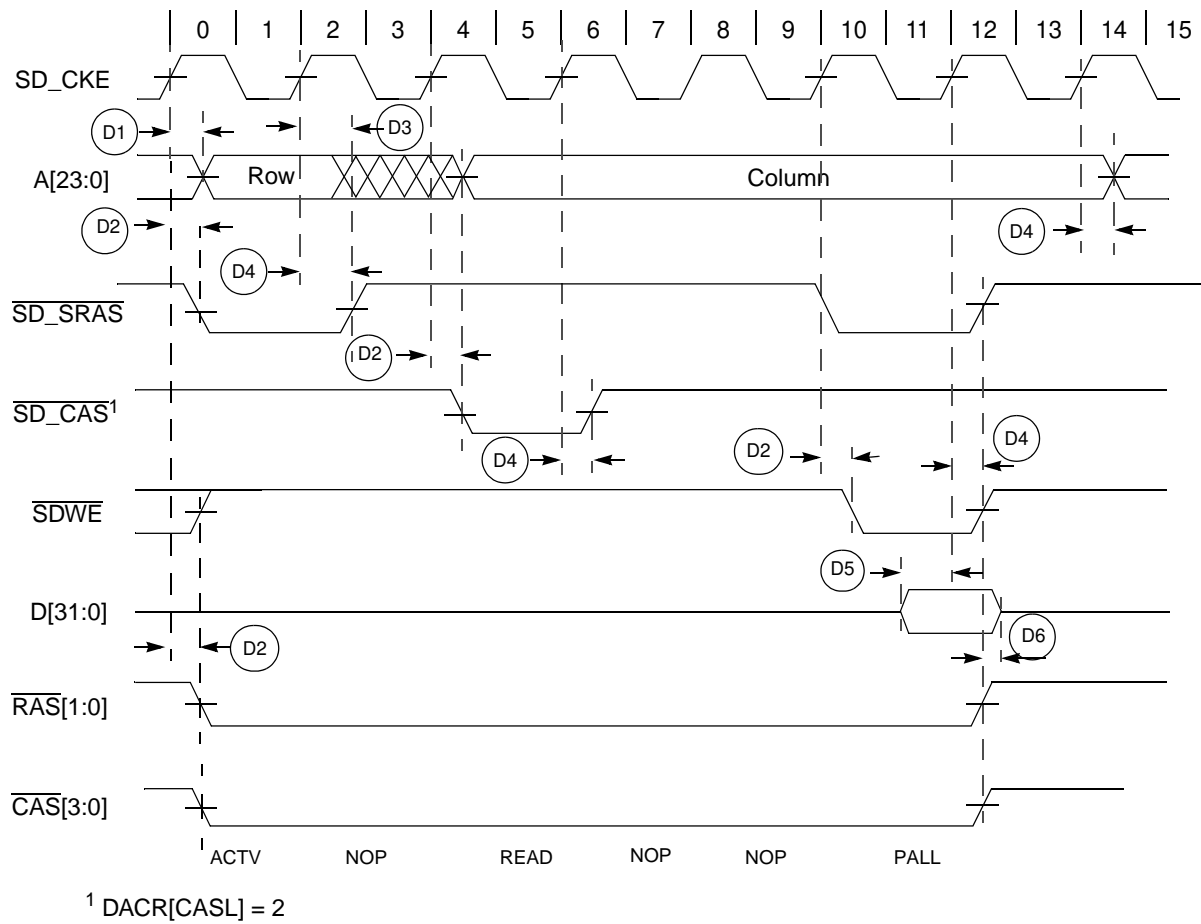 0 1 2 3 4 5 6 7 8 9 10 11 12 13 14 15
SD_CKE
D1
D3
A[23:0]
Row
Column
D2
D4
D4
SD_SRAS
D2
SD_CAS1
D4
D2
D4
SDWE
D5
D[31:0]
D2
D6
RAS[1:0]
CAS[3:0]
ACTV NOP READ NOP NOP PALL
1 DACR[CASL] = 2